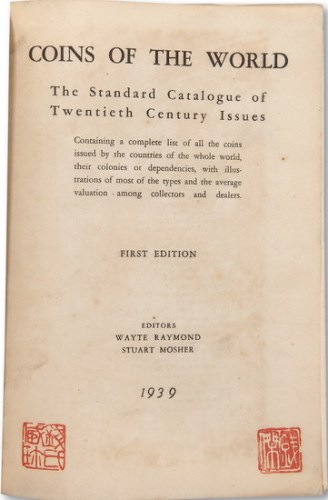 COINS OF THE WORLD
The Standard Catalogue of
Twentieth Century Issues
Containing a complete list of all the coins
issued by the countries of the whole world,
their colonies or dependencies, with illus-
trations of most of the types and the average
valuation among collectors and dealers.
FIRST EDITION
EDITORS
WAYTE RAYMOND
STUART MOSHER
1939